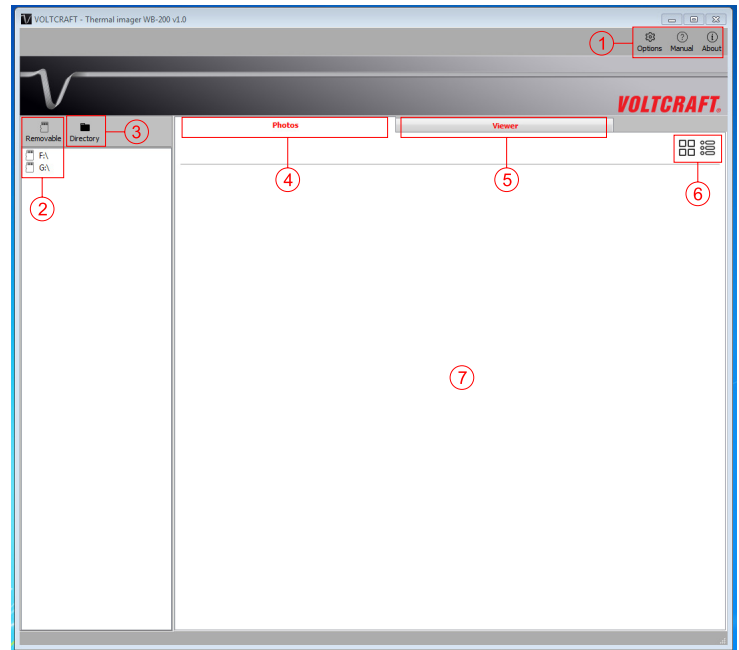 VOLTCRAFT - Thermal imager WB-200 v1.0
1
Options Manual About
VOLTCRAFT®
Removable Directory
3
Photos
Viewer
F:\
G:\
2
4
5
6
7